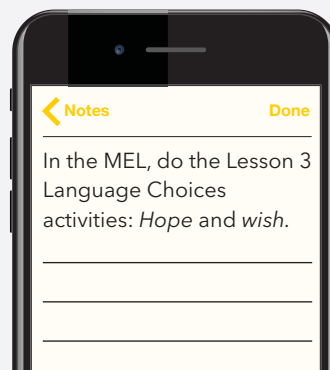 Notes Done
In the MEL, do the Lesson 3
Language Choices
activities: Hope and wish.